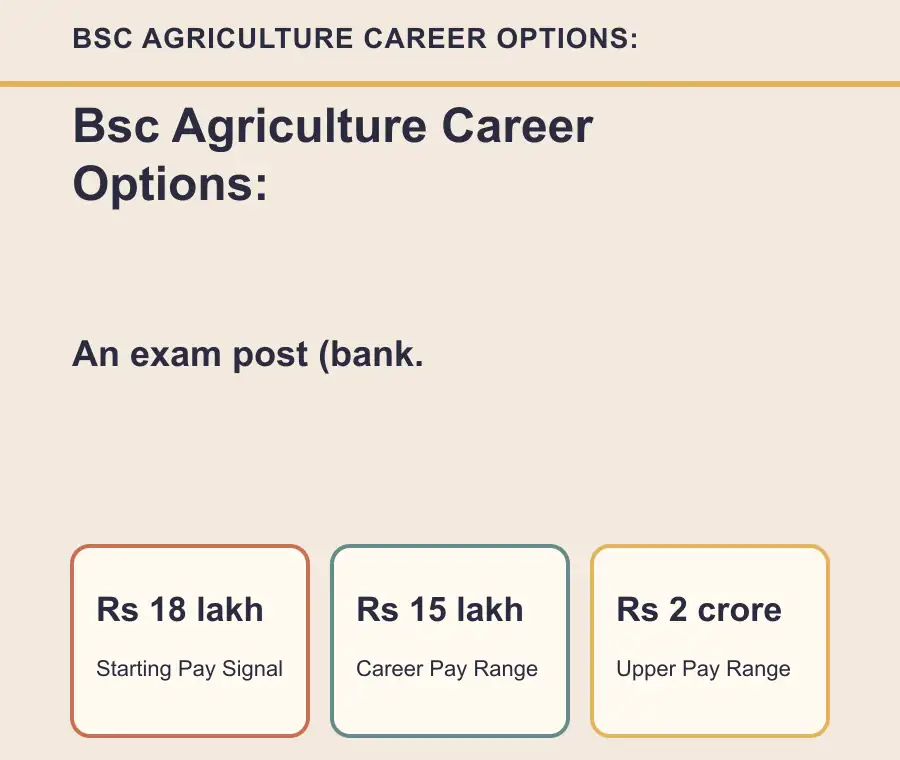 BSC AGRICULTURE CAREER OPTIONS:
Bsc Agriculture Career
Options:
An exam post (bank.
Rs 18 lakh
Starting Pay Signal
Rs 15 lakh
Career Pay Range
Rs 2 crore
Upper Pay Range